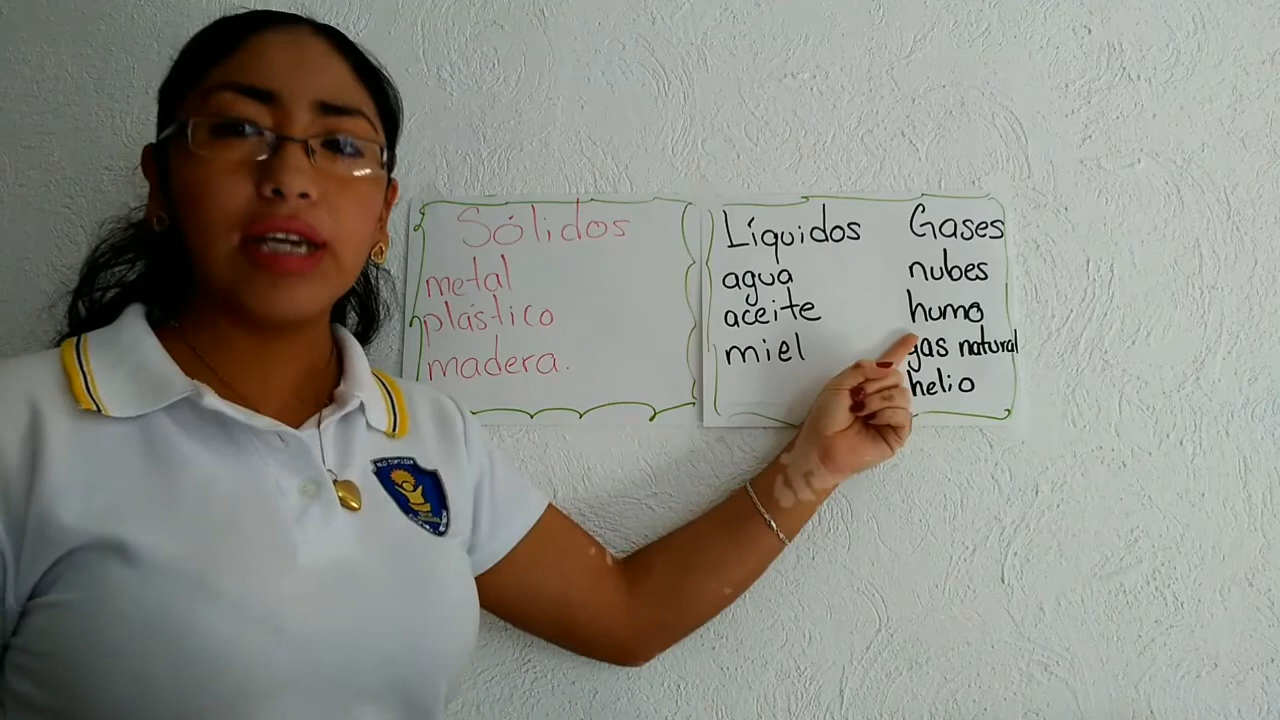 Sólidos
metal
plástico
madera.
Líquidos
agua
aceite
miel
Gases
nubes
humo
gas natural
helio